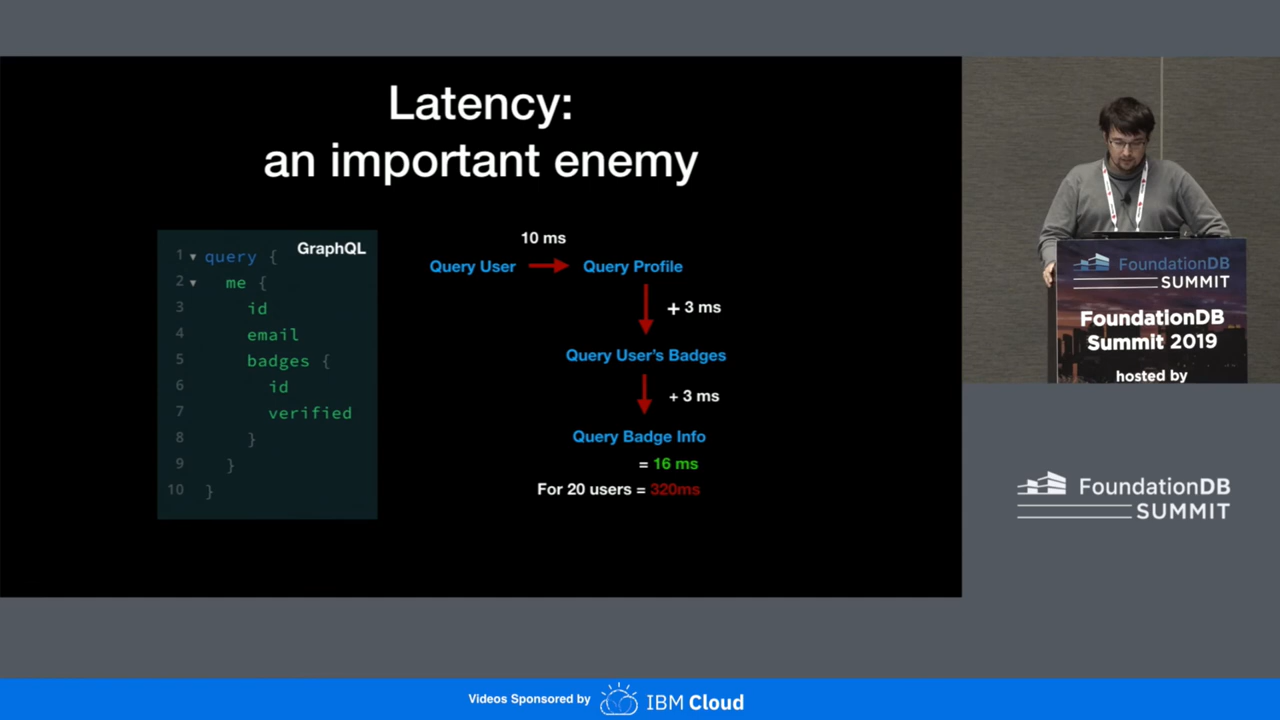 Latency:
an important enemy
GraphQL
1 ▼ query {
2 ▼ me {
3 id
4 email
5 badges {
6 id
7 verified
8 }
9 }
10 }
10 ms
Query User
Query Profile
+ 3 ms
Query User's Badges
+ 3 ms
Query Badge Info
= 16 ms
For 20 users = 320ms
FoundationDB
SUMMIT
FoundationDB
Summit 2019
hosted by
FoundationDB
SUMMIT
Videos Sponsored by
IBM Cloud